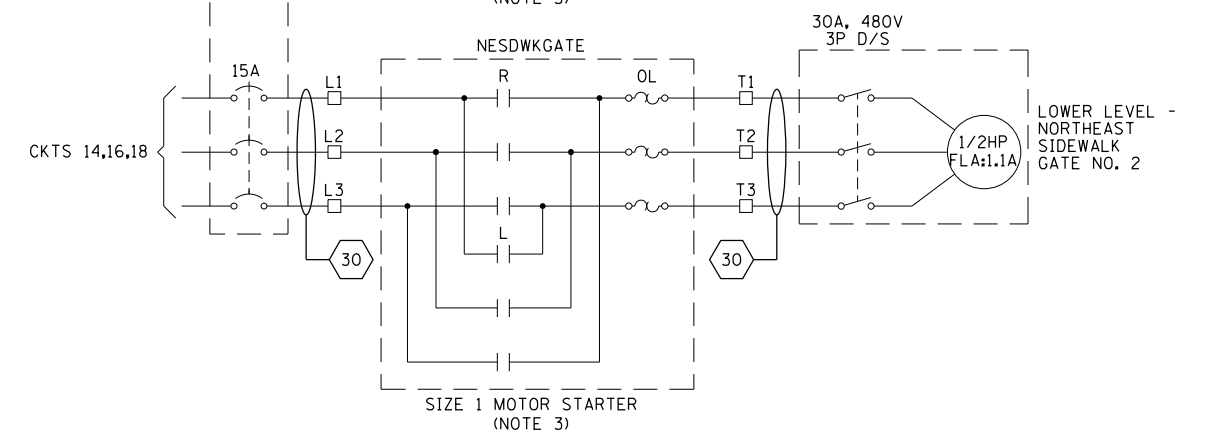 (NOTE 3)
30A, 480V
3P D/S
NESDWKGATE
15A
L1
R
OL
T1
L2
T2
CKTS 14,16,18
1/2HP
FLA:1.1A
LOWER LEVEL -
NORTHEAST
SIDEWALK
GATE NO. 2
L3
T3
L
30
30
SIZE 1 MOTOR STARTER
(NOTE 3)